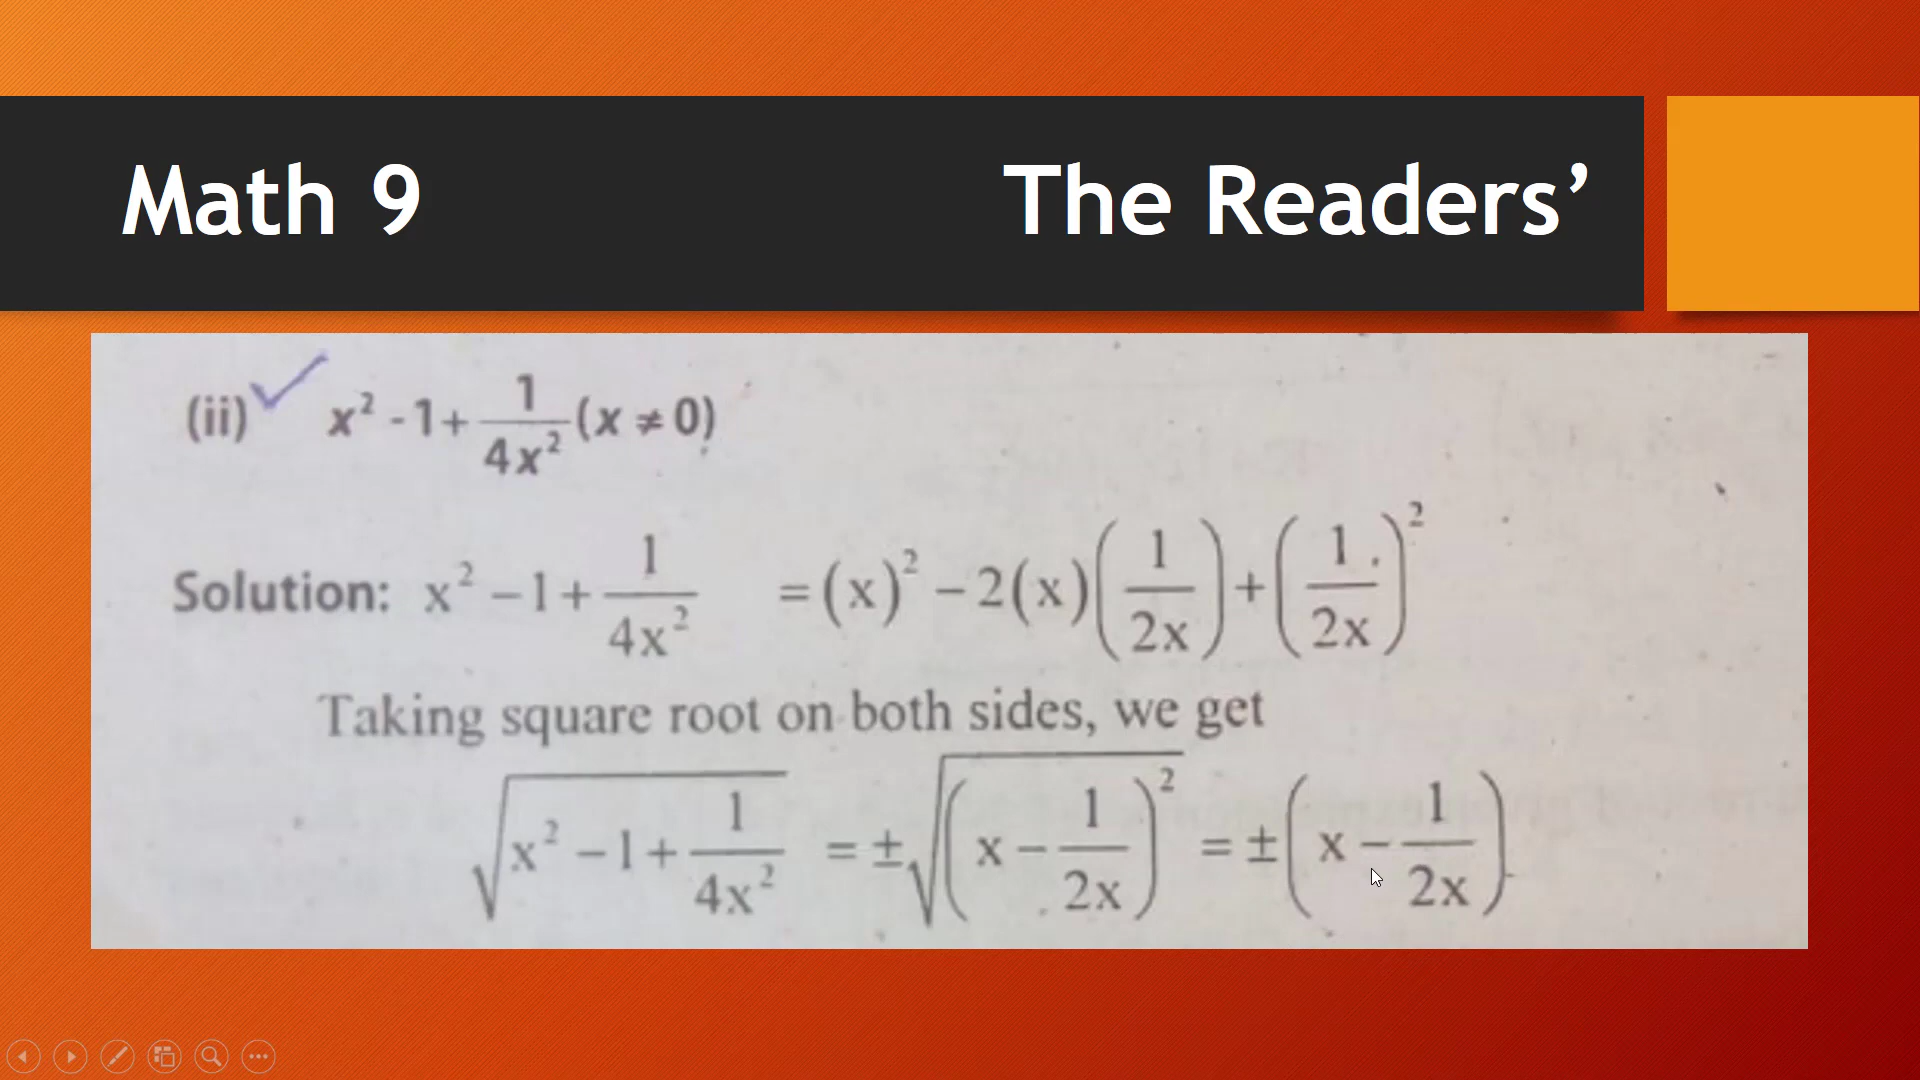 Math 9 The Readers’
(ii) x² - 1 + 1/4x² (x ≠ 0)
Solution: x² − 1 + 1/4x² = (x)² − 2(x)(1/2x) + (1/2x)²
Taking square root on both sides, we get
√(x² − 1 + 1/4x²) = ±√((x − 1/2x)²) = ±(x − 1/2x)